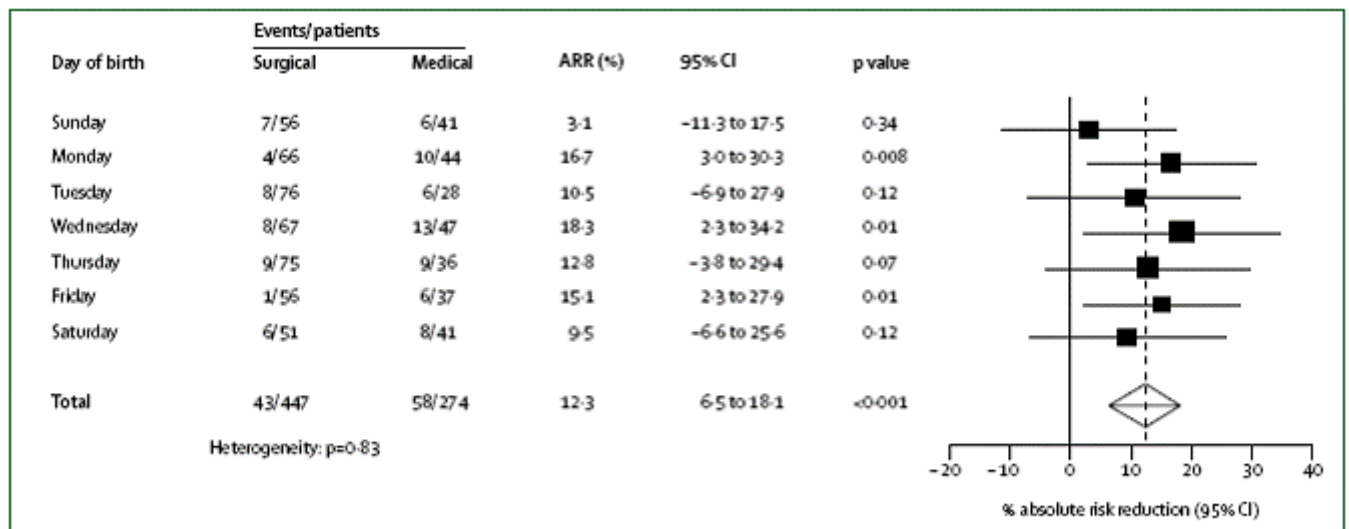 Events/patients
Day of birth Surgical Medical ARR (%) 95% CI p value
Sunday 7/56 6/41 3·1 −11·3 to 17·5 0·34
Monday 4/66 10/44 16·7 3·0 to 30·3 0·008
Tuesday 8/76 6/28 10·5 −6·9 to 27·9 0·12
Wednesday 8/67 13/47 18·3 2·3 to 34·2 0·01
Thursday 9/75 9/36 12·8 −3·8 to 29·4 0·07
Friday 1/56 6/37 15·1 2·3 to 27·9 0·01
Saturday 6/51 8/41 9·5 −6·6 to 25·6 0·12
Total 43/447 58/274 12·3 6·5 to 18·1 <0·001
Heterogeneity: p=0·83
−20 −10 0 10 20 30 40
% absolute risk reduction (95% CI)